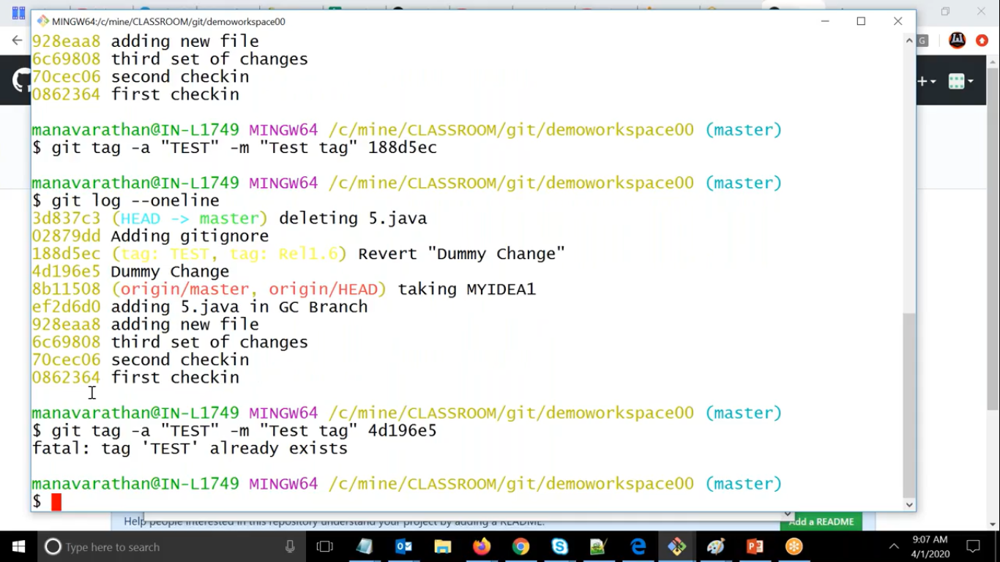 MINGW64:/c/mine/CLASSROOM/git/demoworkspace00
928eaa8 adding new file
6c69808 third set of changes
70cec06 second checkin
0862364 first checkin
manavarathan@IN-L1749 MINGW64 /c/mine/CLASSROOM/git/demoworkspace00 (master)
$ git tag -a "TEST" -m "Test tag" 188d5ec
manavarathan@IN-L1749 MINGW64 /c/mine/CLASSROOM/git/demoworkspace00 (master)
$ git log --oneline
3d837c3 (HEAD -> master) deleting 5.java
02879dd Adding gitignore
188d5ec (tag: TEST, tag: Rel1.6) Revert "Dummy Change"
4d196e5 Dummy Change
8b11508 (origin/master, origin/HEAD) taking MYIDEA1
ef2d6d0 adding 5.java in GC Branch
928eaa8 adding new file
6c69808 third set of changes
70cec06 second checkin
0862364 first checkin
manavarathan@IN-L1749 MINGW64 /c/mine/CLASSROOM/git/demoworkspace00 (master)
$ git tag -a "TEST" -m "Test tag" 4d196e5
fatal: tag 'TEST' already exists
manavarathan@IN-L1749 MINGW64 /c/mine/CLASSROOM/git/demoworkspace00 (master)
$
Help people interested in this repository understand your project by adding a README.
Add a README
Type here to search
9:07 AM
4/1/2020